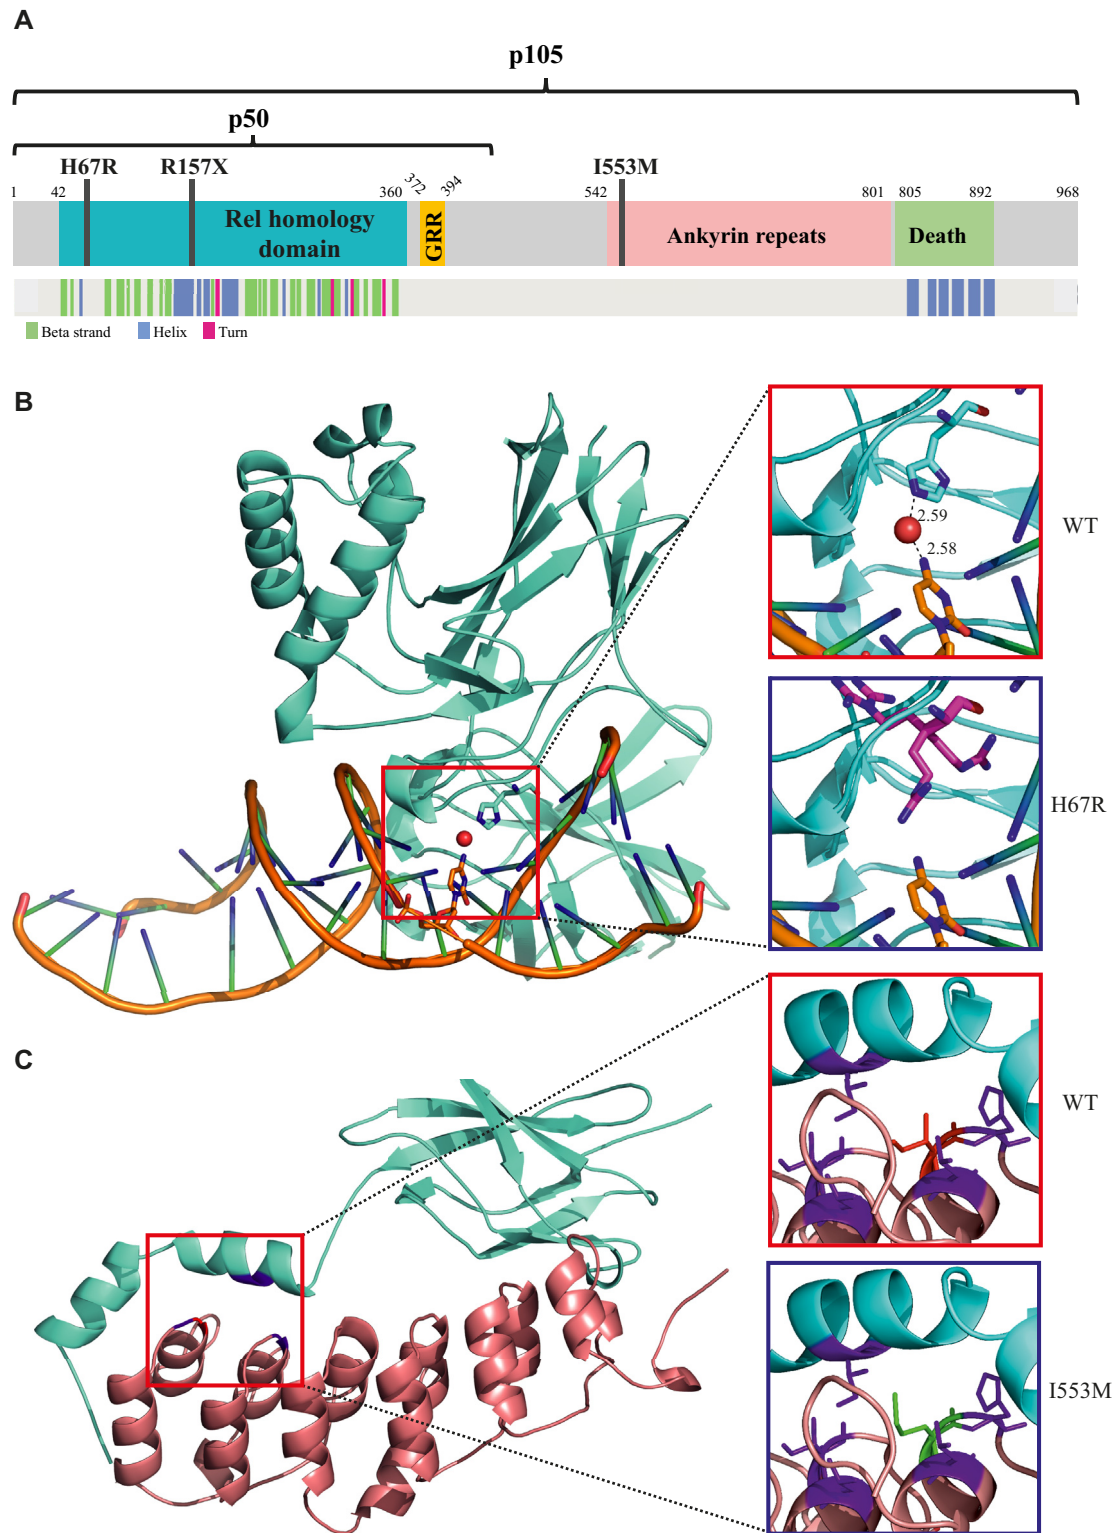 A
p105
p50
H67R R157X I553M
1 42 360 372 394 542 801 805 892 968
Rel homology
domain
GRR
Ankyrin repeats
Death
Beta strand Helix Turn
B
2.59
2.58
WT
H67R
C
WT
I553M